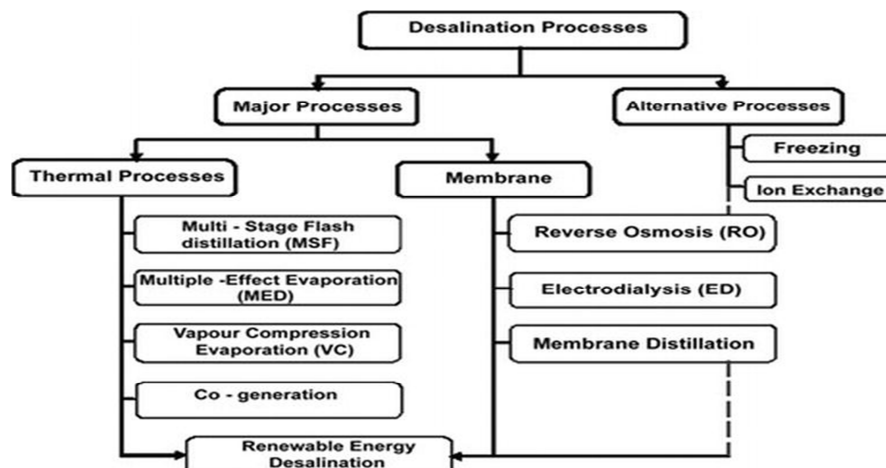 Desalination Processes
Major Processes
Alternative Processes
Freezing
Thermal Processes
Membrane
Ion Exchange
Multi - Stage Flash
distillation (MSF)
Reverse Osmosis (RO)
Multiple -Effect Evaporation
(MED)
Electrodialysis (ED)
Vapour Compression
Evaporation (VC)
Membrane Distillation
Co - generation
Renewable Energy
Desalination